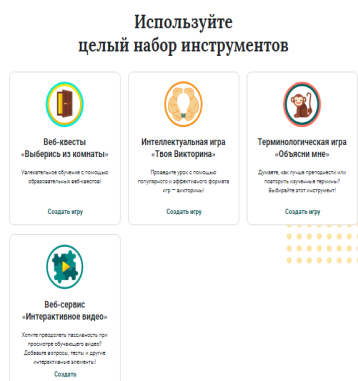 Используйте
целый набор инструментов
Веб-квесты
«Выберись из комнаты»
Увлекательное обучение с помощью
образовательных веб-квестов!
Создать игру
Интеллектуальная игра
«Твоя Викторина»
Проведите урок с помощью
популярного и эффективного формата
игр – викторины!
Создать игру
Терминологическая игра
«Объясни мне»
Думаете, как лучше преподнести или
повторить изученные термины?
Выбирайте этот инструмент!
Создать игру
Веб-сервис
«Интерактивное видео»
Хотите преодолеть пассивность при
просмотре обучающего видео?
Добавьте вопросы, тесты и другие
интерактивные элементы!
Создать